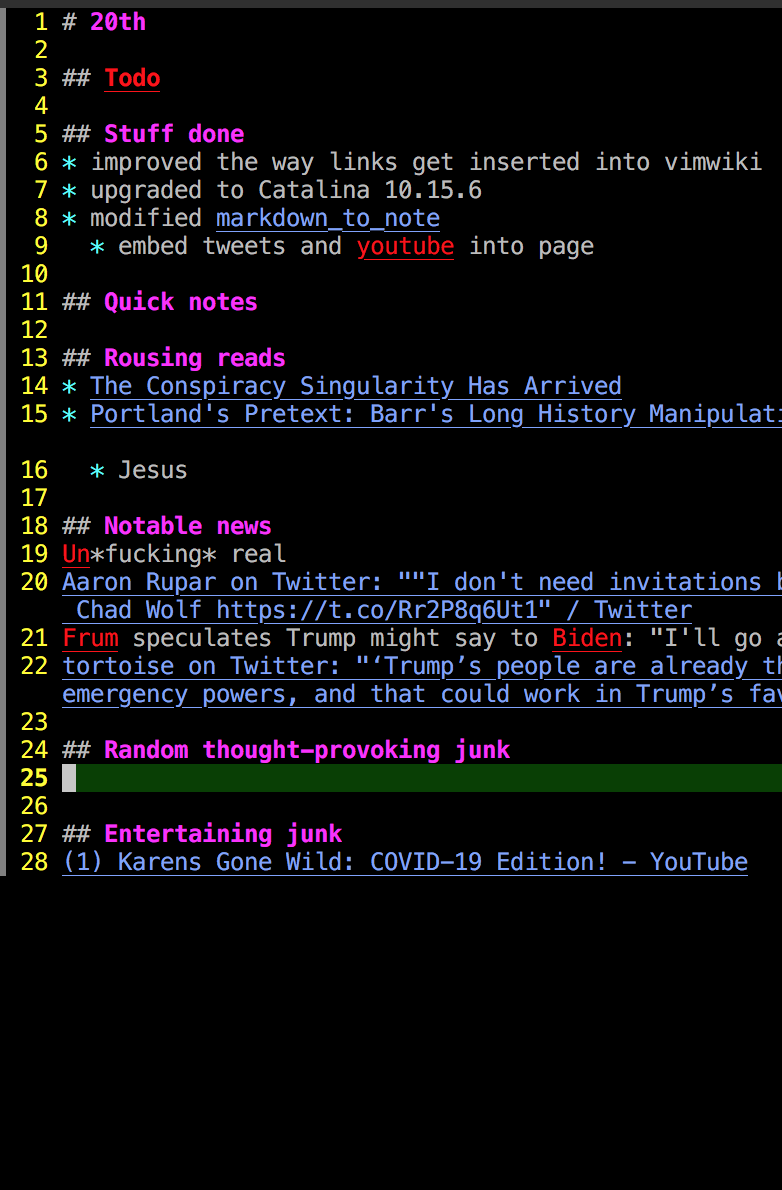 1 # 20th
2
3 ## Todo
4
5 ## Stuff done
6 * improved the way links get inserted into vimwiki
7 * upgraded to Catalina 10.15.6
8 * modified markdown_to_note
9 * embed tweets and youtube into page
10
11 ## Quick notes
12
13 ## Rousing reads
14 * The Conspiracy Singularity Has Arrived
15 * Portland's Pretext: Barr's Long History Manipulati
16 * Jesus
17
18 ## Notable news
19 Un*fucking* real
20 Aaron Rupar on Twitter: ""I don't need invitations b
Chad Wolf https://t.co/Rr2P8q6Ut1" / Twitter
21 Frum speculates Trump might say to Biden: "I'll go a
22 tortoise on Twitter: "‘Trump’s people are already th
emergency powers, and that could work in Trump’s fav
23
24 ## Random thought-provoking junk
25
26
27 ## Entertaining junk
28 (1) Karens Gone Wild: COVID-19 Edition! - YouTube